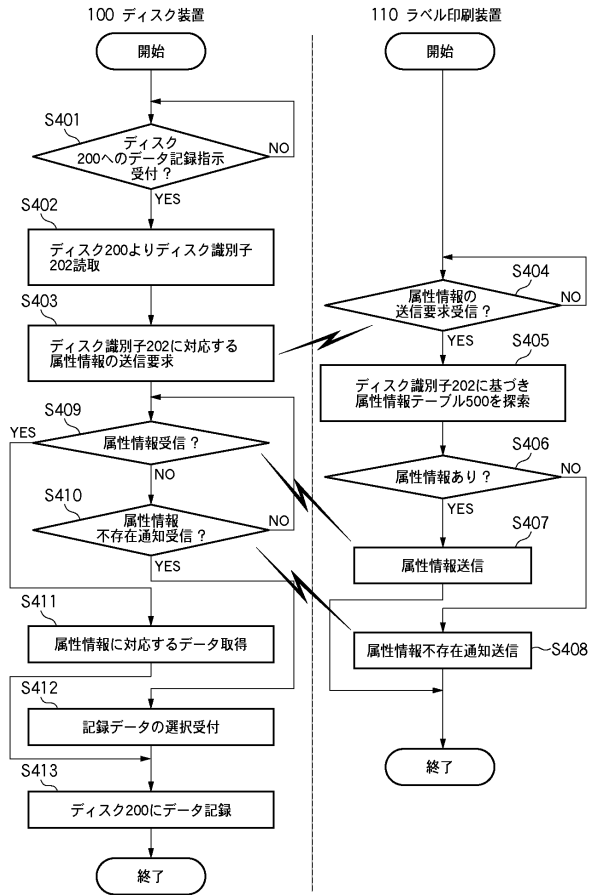 100 ディスク装置
開始
S401
ディスク
200へのデータ記録指示
受付？
NO
YES
S402
ディスク200よりディスク識別子
202読取
S403
ディスク識別子202に対応する
属性情報の送信要求
S409
YES
属性情報受信？
NO
S410
属性情報
不存在通知受信？
NO
YES
S411
属性情報に対応するデータ取得
S412
記録データの選択受付
S413
ディスク200にデータ記録
終了
110 ラベル印刷装置
開始
S404
属性情報の
送信要求受信？
NO
YES
S405
ディスク識別子202に基づき
属性情報テーブル500を探索
S406
属性情報あり？
NO
YES
S407
属性情報送信
属性情報不存在通知送信
S408
終了